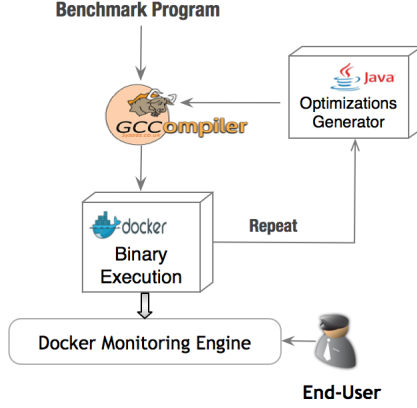 Benchmark Program
Java
Optimizations
Generator
GCCompiler
docker
Binary
Execution
Repeat
Docker Monitoring Engine
End-User